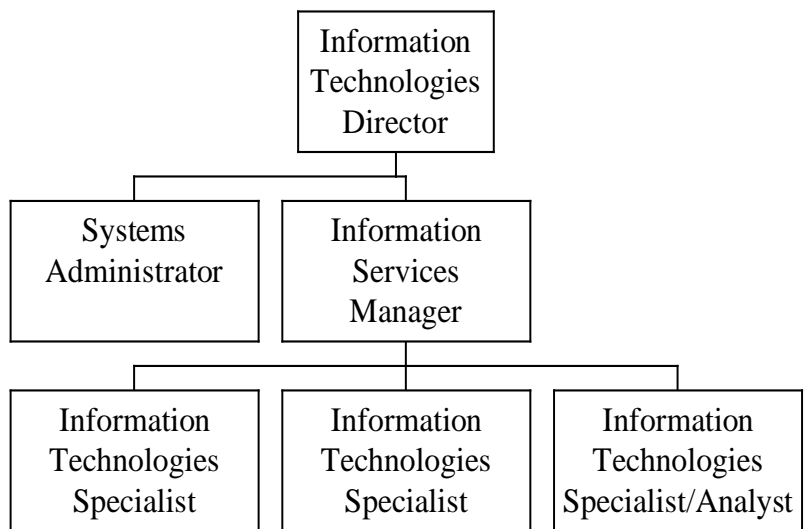 Information
Technologies
Director
Systems
Administrator
Information
Services
Manager
Information
Technologies
Specialist
Information
Technologies
Specialist
Information
Technologies
Specialist/Analyst